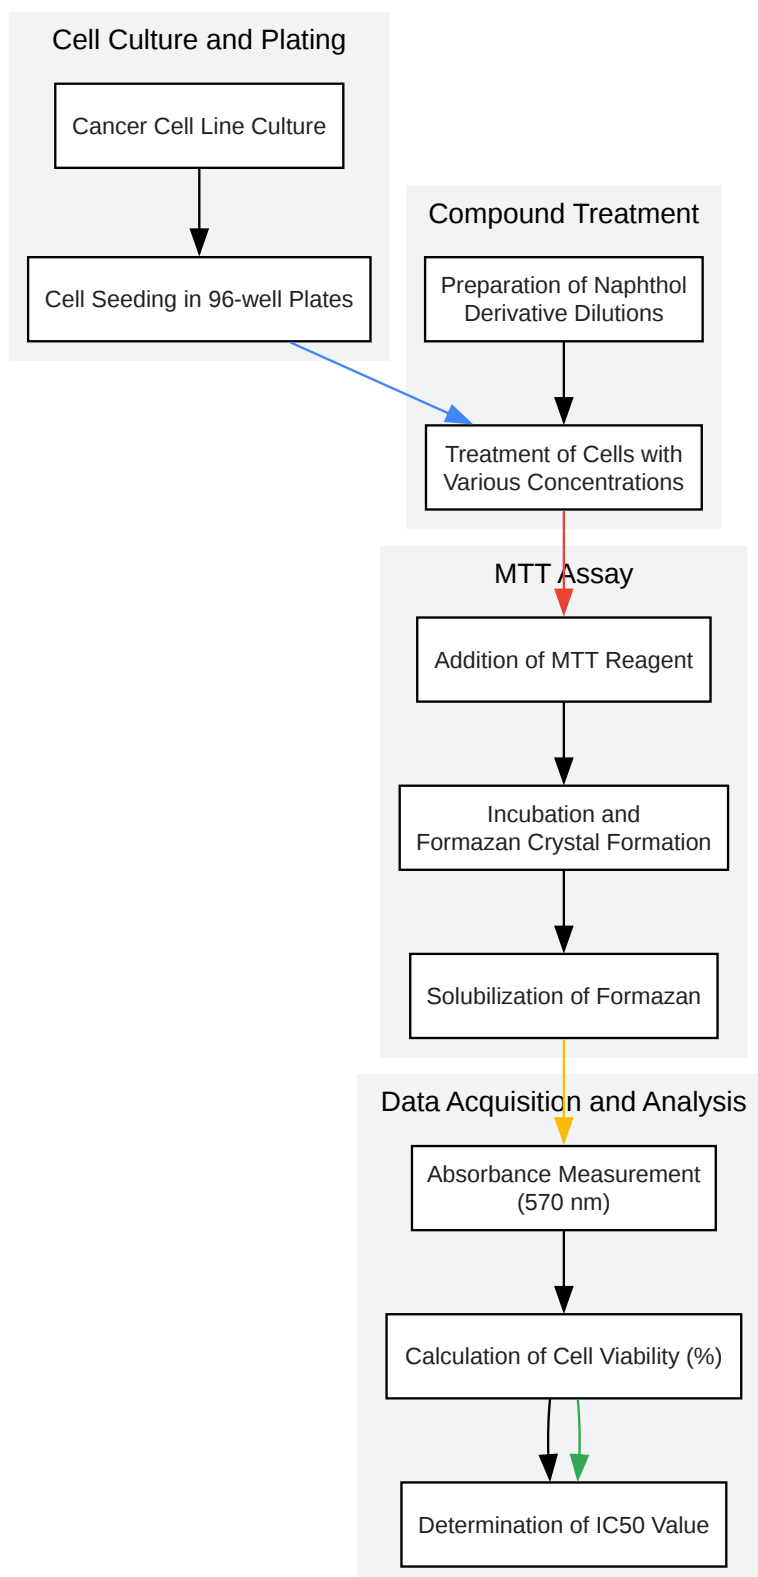 Cell Culture and Plating
Cancer Cell Line Culture
Cell Seeding in 96-well Plates
Compound Treatment
Preparation of Naphthol
Derivative Dilutions
Treatment of Cells with
Various Concentrations
MTT Assay
Addition of MTT Reagent
Incubation and
Formazan Crystal Formation
Solubilization of Formazan
Data Acquisition and Analysis
Absorbance Measurement
(570 nm)
Calculation of Cell Viability (%)
Determination of IC50 Value